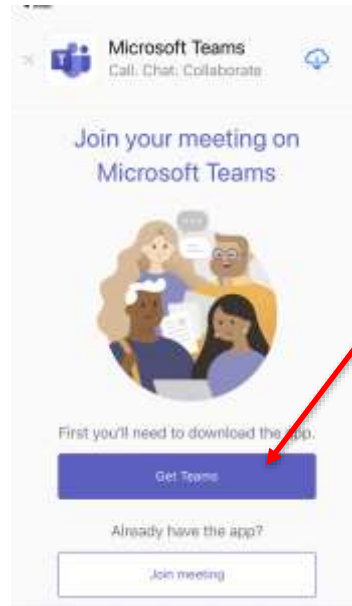 Microsoft Teams
Call. Chat. Collaborate
Join your meeting on
Microsoft Teams
First you'll need to download the app.
Get Teams
Already have the app?
Join meeting